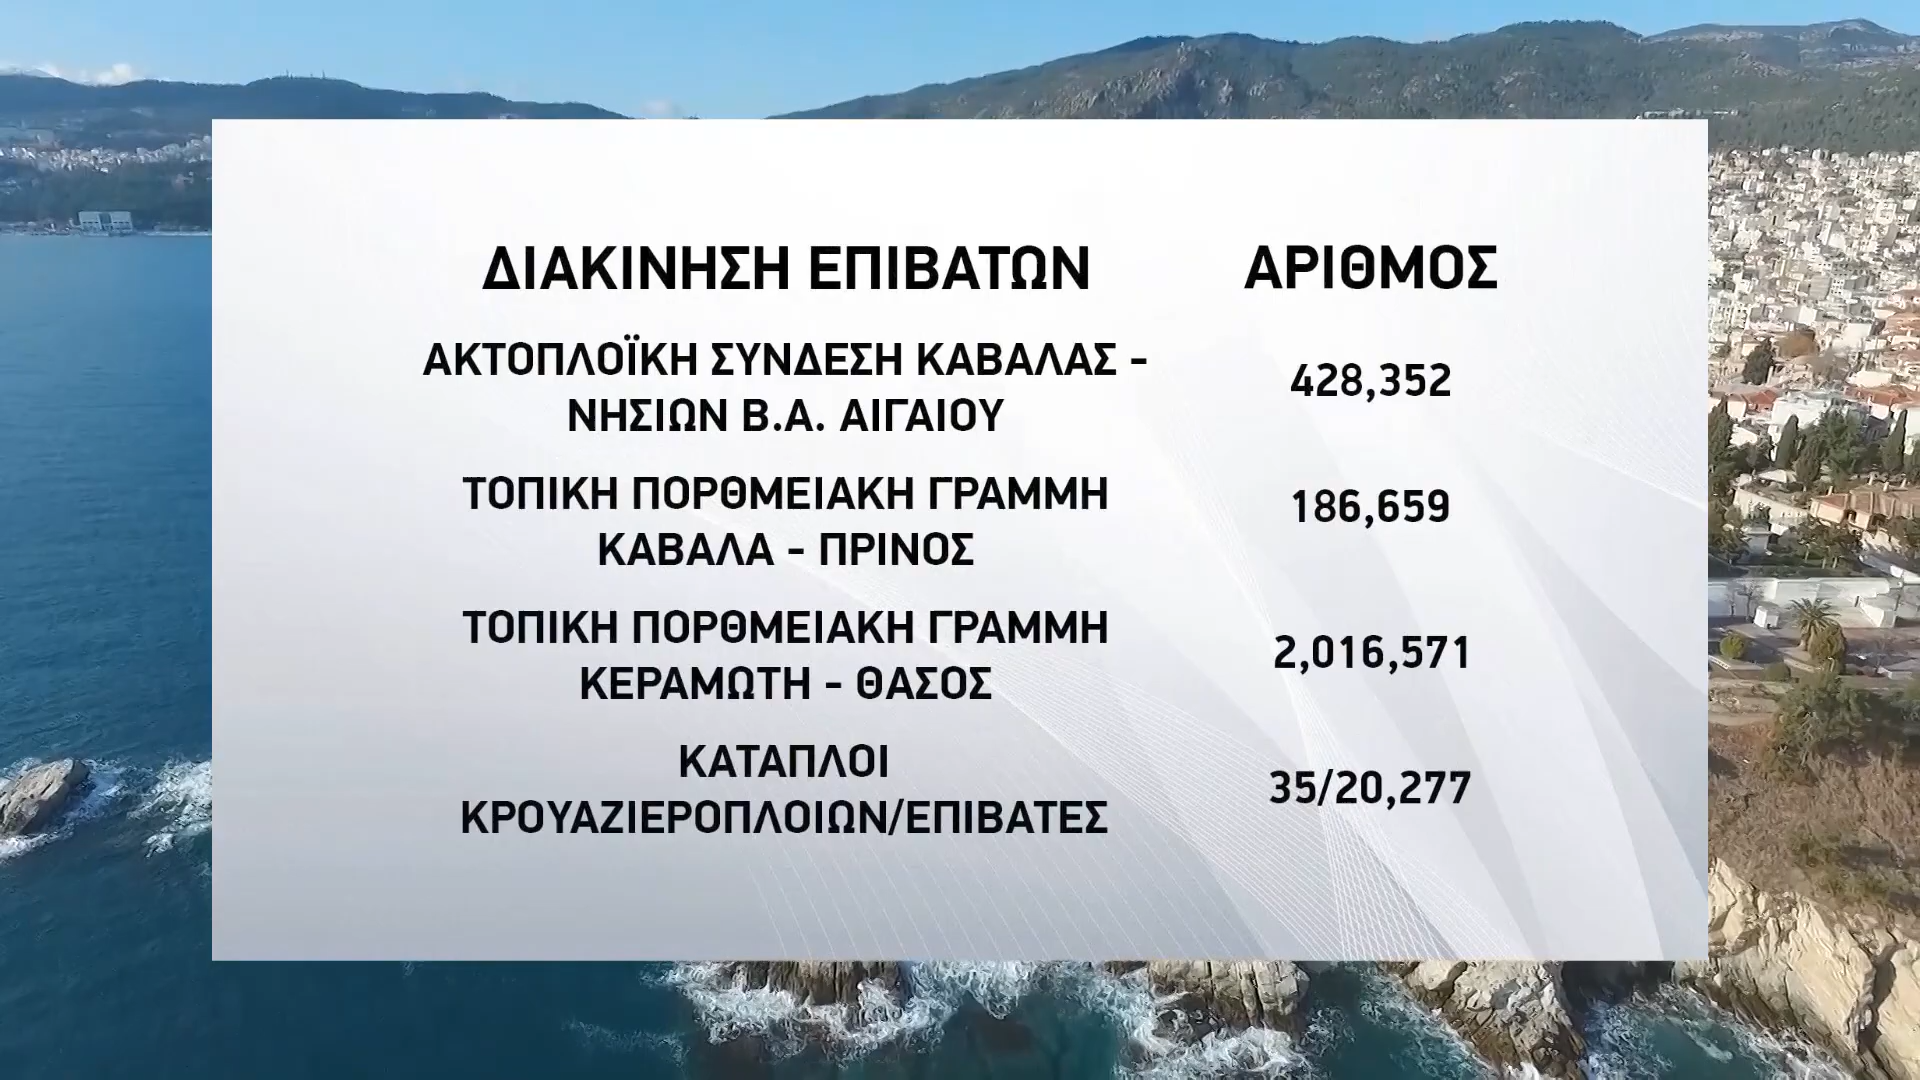 ΔΙΑΚΙΝΗΣΗ ΕΠΙΒΑΤΩΝ ΑΡΙΘΜΟΣ
ΑΚΤΟΠΛΟΪΚΗ ΣΥΝΔΕΣΗ ΚΑΒΑΛΑΣ -
ΝΗΣΙΩΝ Β.Α. ΑΙΓΑΙΟΥ
428,352
ΤΟΠΙΚΗ ΠΟΡΘΜΕΙΑΚΗ ΓΡΑΜΜΗ
ΚΑΒΑΛΑ - ΠΡΙΝΟΣ
186,659
ΤΟΠΙΚΗ ΠΟΡΘΜΕΙΑΚΗ ΓΡΑΜΜΗ
ΚΕΡΑΜΩΤΗ - ΘΑΣΟΣ
2,016,571
ΚΑΤΑΠΛΟΙ
ΚΡΟΥΑΖΙΕΡΟΠΛΟΙΩΝ/ΕΠΙΒΑΤΕΣ
35/20,277